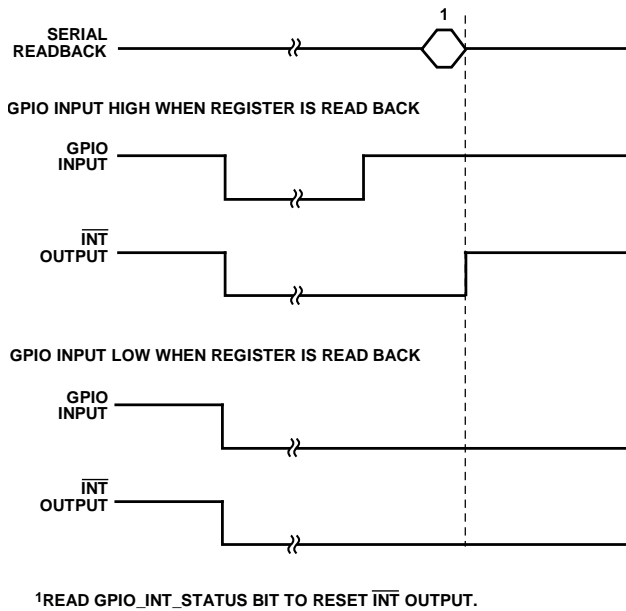 1
SERIAL
READBACK
GPIO INPUT HIGH WHEN REGISTER IS READ BACK
GPIO
INPUT
INT
OUTPUT
GPIO INPUT LOW WHEN REGISTER IS READ BACK
GPIO
INPUT
INT
OUTPUT
1READ GPIO_INT_STATUS BIT TO RESET INT OUTPUT.